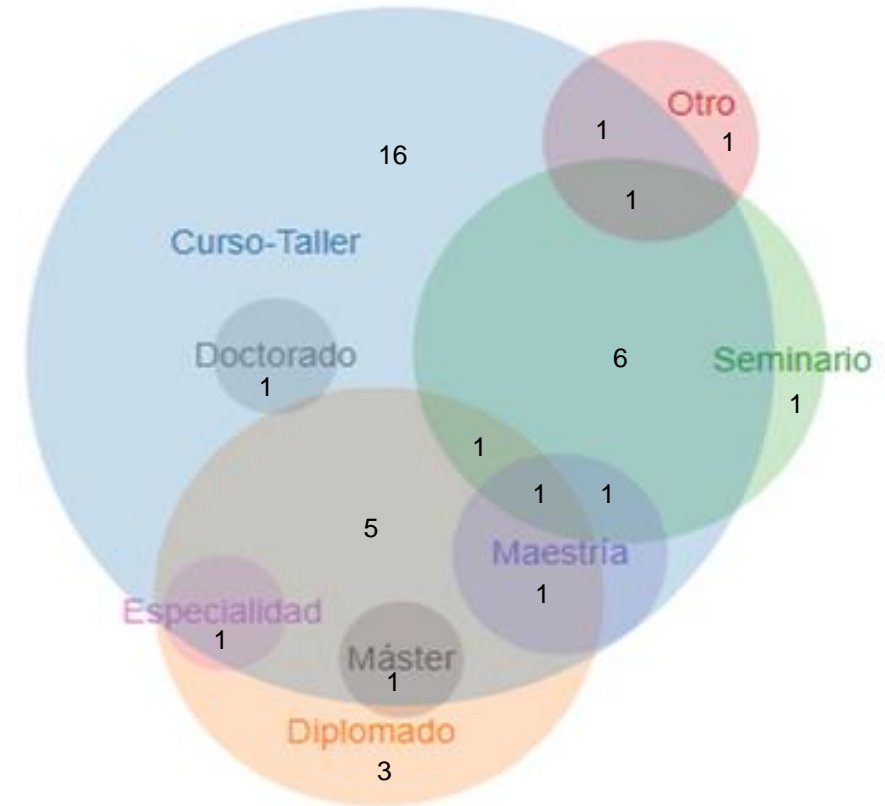 Otro
1
1
16
1
Curso-Taller
Doctorado
6
Seminario
1
1
1
1
1
5
Maestría
1
Especialidad
1
Máster
1
Diplomado
3